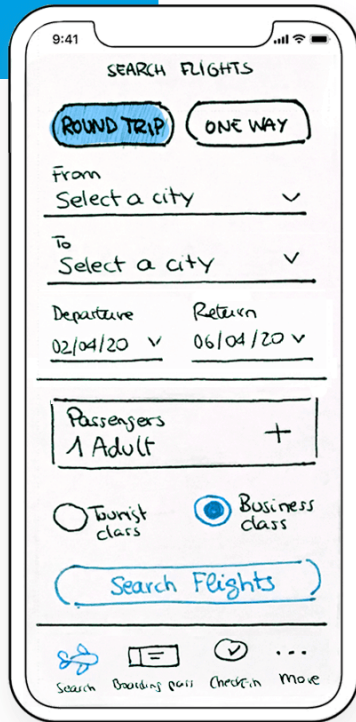 9:41
SEARCH FLIGHTS
ROUND TRIP ONE WAY
From
Select a city
To
Select a city
Departure Return
02/04/20 06/04/20
Passengers
1 Adult +
Tourist class Business class
Search Flights
Search Boarding pass Check-in More